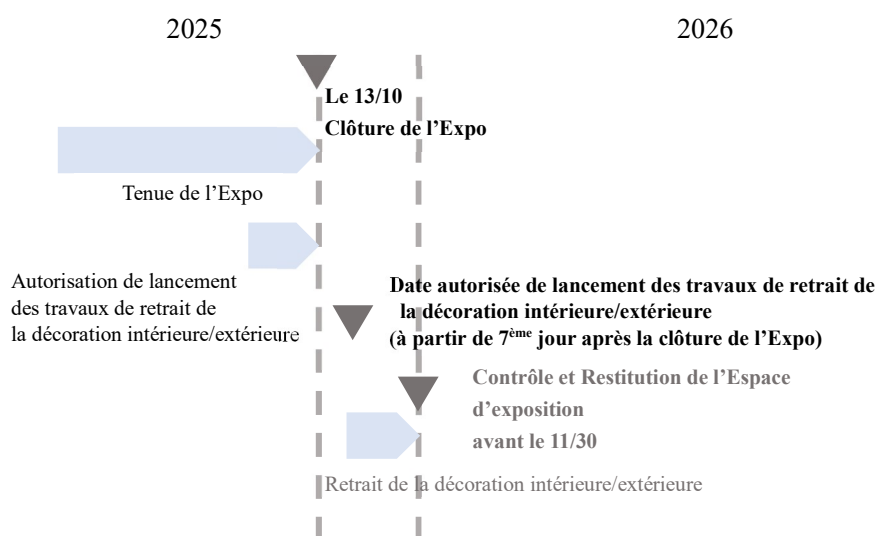 2025
2026
Le 13/10
Clôture de l’Expo
Tenue de l’Expo
Autorisation de lancement
des travaux de retrait de
la décoration intérieure/extérieure
Date autorisée de lancement des travaux de retrait de
la décoration intérieure/extérieure
(à partir de 7ème jour après la clôture de l’Expo)
Contrôle et Restitution de l’Espace
d’exposition
avant le 11/30
Retrait de la décoration intérieure/extérieure